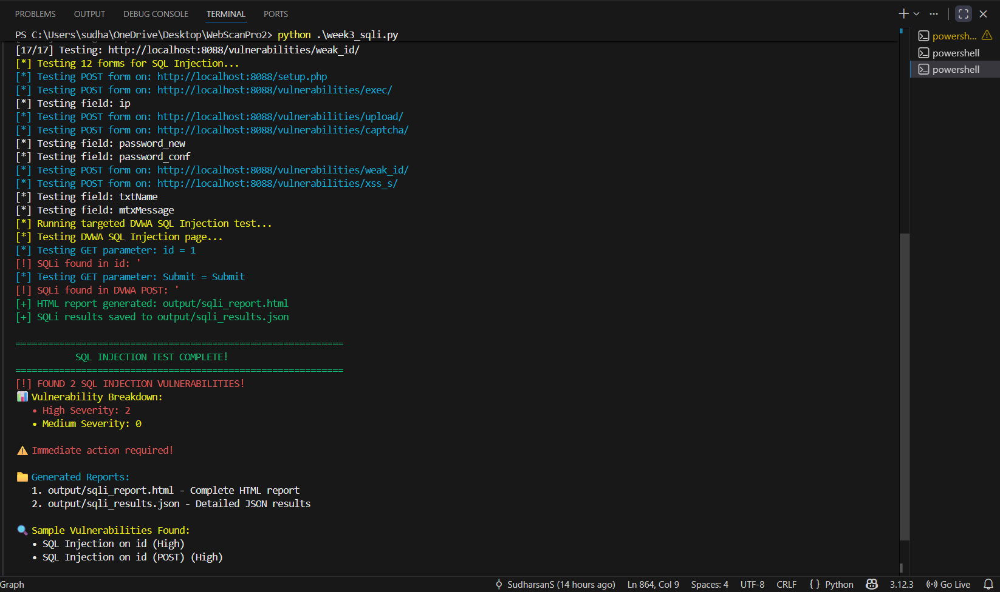 PROBLEMS OUTPUT DEBUG CONSOLE TERMINAL PORTS
PS C:\Users\sudha\OneDrive\Desktop\WebScanPro2> python .\week3_sqli.py
powersh...
[17/17] Testing: http://localhost:8088/vulnerabilities/weak_id/
powershell
[*] Testing 12 forms for SQL Injection...
powershell
[*] Testing POST form on: http://localhost:8088/setup.php
[*] Testing POST form on: http://localhost:8088/vulnerabilities/exec/
[*] Testing field: ip
[*] Testing POST form on: http://localhost:8088/vulnerabilities/upload/
[*] Testing POST form on: http://localhost:8088/vulnerabilities/captcha/
[*] Testing field: password_new
[*] Testing field: password_conf
[*] Testing POST form on: http://localhost:8088/vulnerabilities/weak_id/
[*] Testing POST form on: http://localhost:8088/vulnerabilities/xss_s/
[*] Testing field: txtName
[*] Testing field: mtxMessage
[*] Running targeted DVWA SQL Injection test...
[*] Testing DVWA SQL Injection page...
[*] Testing GET parameter: id = 1
[!] SQLi found in id: '
[*] Testing GET parameter: Submit = Submit
[!] SQLi found in DVWA POST: '
[+] HTML report generated: output/sqli_report.html
[+] SQLi results saved to output/sqli_results.json
============================================================
SQL INJECTION TEST COMPLETE!
============================================================
[!] FOUND 2 SQL INJECTION VULNERABILITIES!
📊 Vulnerability Breakdown:
• High Severity: 2
• Medium Severity: 0
⚠️ Immediate action required!
📁 Generated Reports:
1. output/sqli_report.html - Complete HTML report
2. output/sqli_results.json - Detailed JSON results
🔍 Sample Vulnerabilities Found:
• SQL Injection on id (High)
• SQL Injection on id (POST) (High)
Graph SudharsanS (14 hours ago) Ln 864, Col 9 Spaces: 4 UTF-8 CRLF { } Python 3.12.3 Go Live